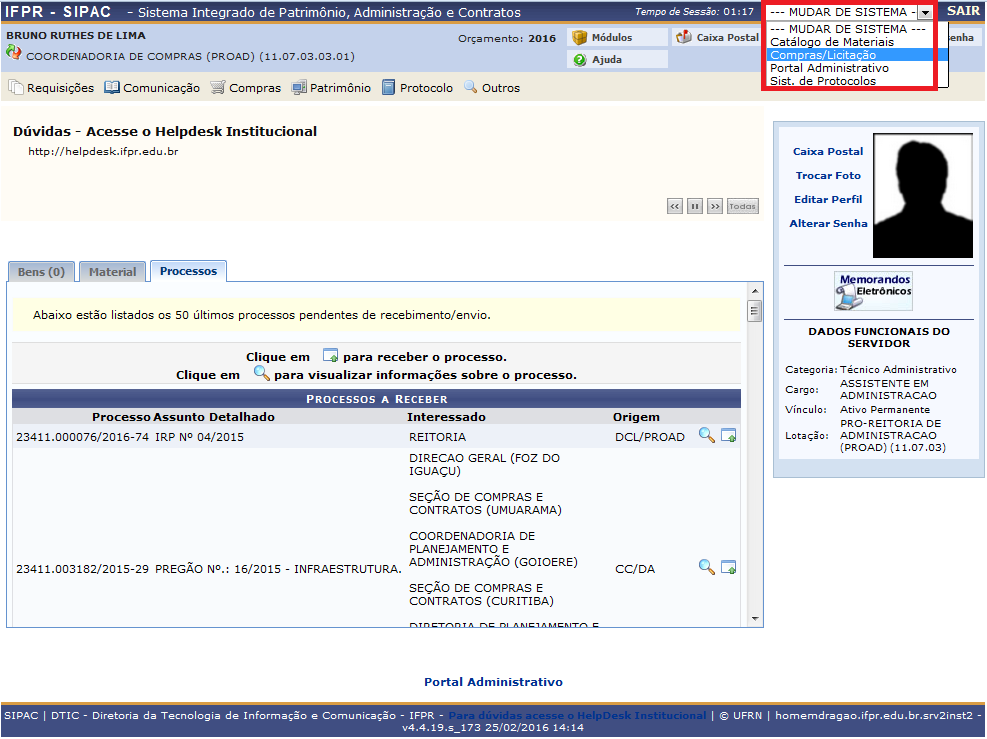 IFPR - SIPAC - Sistema Integrado de Patrimônio, Administração e Contratos
Tempo de Sessão: 01:17
--- MUDAR DE SISTEMA -
SAIR
BRUNO RUTHES DE LIMA
COORDENADORIA DE COMPRAS (PROAD) (11.07.03.03.01)
Orçamento: 2016
Módulos
Caixa Postal
Ajuda
enha
--- MUDAR DE SISTEMA ---
Catálogo de Materiais
Compras/Licitação
Portal Administrativo
Sist. de Protocolos
Requisições Comunicação Compras Patrimônio Protocolo Outros
Dúvidas - Acesse o Helpdesk Institucional
http://helpdesk.ifpr.edu.br
<< II >> Todas
Caixa Postal
Trocar Foto
Editar Perfil
Alterar Senha
Memorandos
Eletrônicos
DADOS FUNCIONAIS DO
SERVIDOR
Categoria: Técnico Administrativo
Cargo: ASSISTENTE EM
ADMINISTRACAO
Vínculo: Ativo Permanente
Lotação: PRO-REITORIA DE
ADMINISTRACAO
(PROAD) (11.07.03)
Bens (0) Material Processos
Abaixo estão listados os 50 últimos processos pendentes de recebimento/envio.
Clique em para receber o processo.
Clique em para visualizar informações sobre o processo.
PROCESSOS A RECEBER
Processo Assunto Detalhado Interessado Origem
23411.000076/2016-74 IRP Nº 04/2015 REITORIA DCL/PROAD
23411.003182/2015-29 PREGÃO Nº.: 16/2015 - INFRAESTRUTURA.
DIRECAO GERAL (FOZ DO
IGUAÇU)
SEÇÃO DE COMPRAS E
CONTRATOS (UMUARAMA)
COORDENADORIA DE
PLANEJAMENTO E
ADMINISTRAÇÃO (GOIOERE)
SEÇÃO DE COMPRAS E
CONTRATOS (CURITIBA)
DIRETORIA DE PLANEJAMENTO E
CC/DA
Portal Administrativo
SIPAC | DTIC - Diretoria da Tecnologia de Informação e Comunicação - IFPR - Para dúvidas acesse o HelpDesk Institucional | © UFRN | homemdragao.ifpr.edu.br.srv2inst2 -
v4.4.19.s_173 25/02/2016 14:14